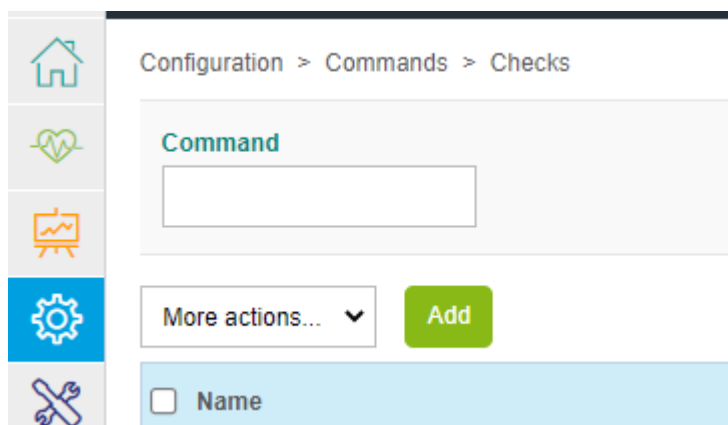 Configuration > Commands > Checks
Command
More actions... Add
Name